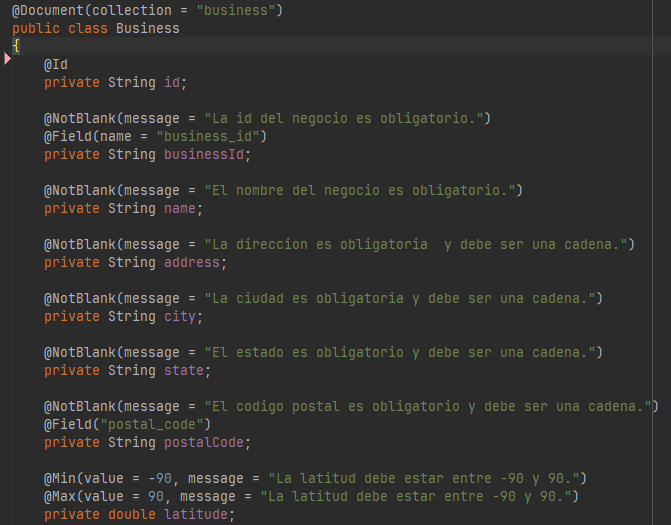 @Document(collection = "business")
public class Business
{
@Id
private String id;
@NotBlank(message = "La id del negocio es obligatorio.")
@Field(name = "business_id")
private String businessId;
@NotBlank(message = "El nombre del negocio es obligatorio.")
private String name;
@NotBlank(message = "La direccion es obligatoria  y debe ser una cadena.")
private String address;
@NotBlank(message = "La ciudad es obligatoria y debe ser una cadena.")
private String city;
@NotBlank(message = "El estado es obligatorio y debe ser una cadena.")
private String state;
@NotBlank(message = "El codigo postal es obligatorio y debe ser una cadena.")
@Field("postal_code")
private String postalCode;
@Min(value = -90, message = "La latitud debe estar entre -90 y 90.")
@Max(value = 90, message = "La latitud debe estar entre -90 y 90.")
private double latitude;